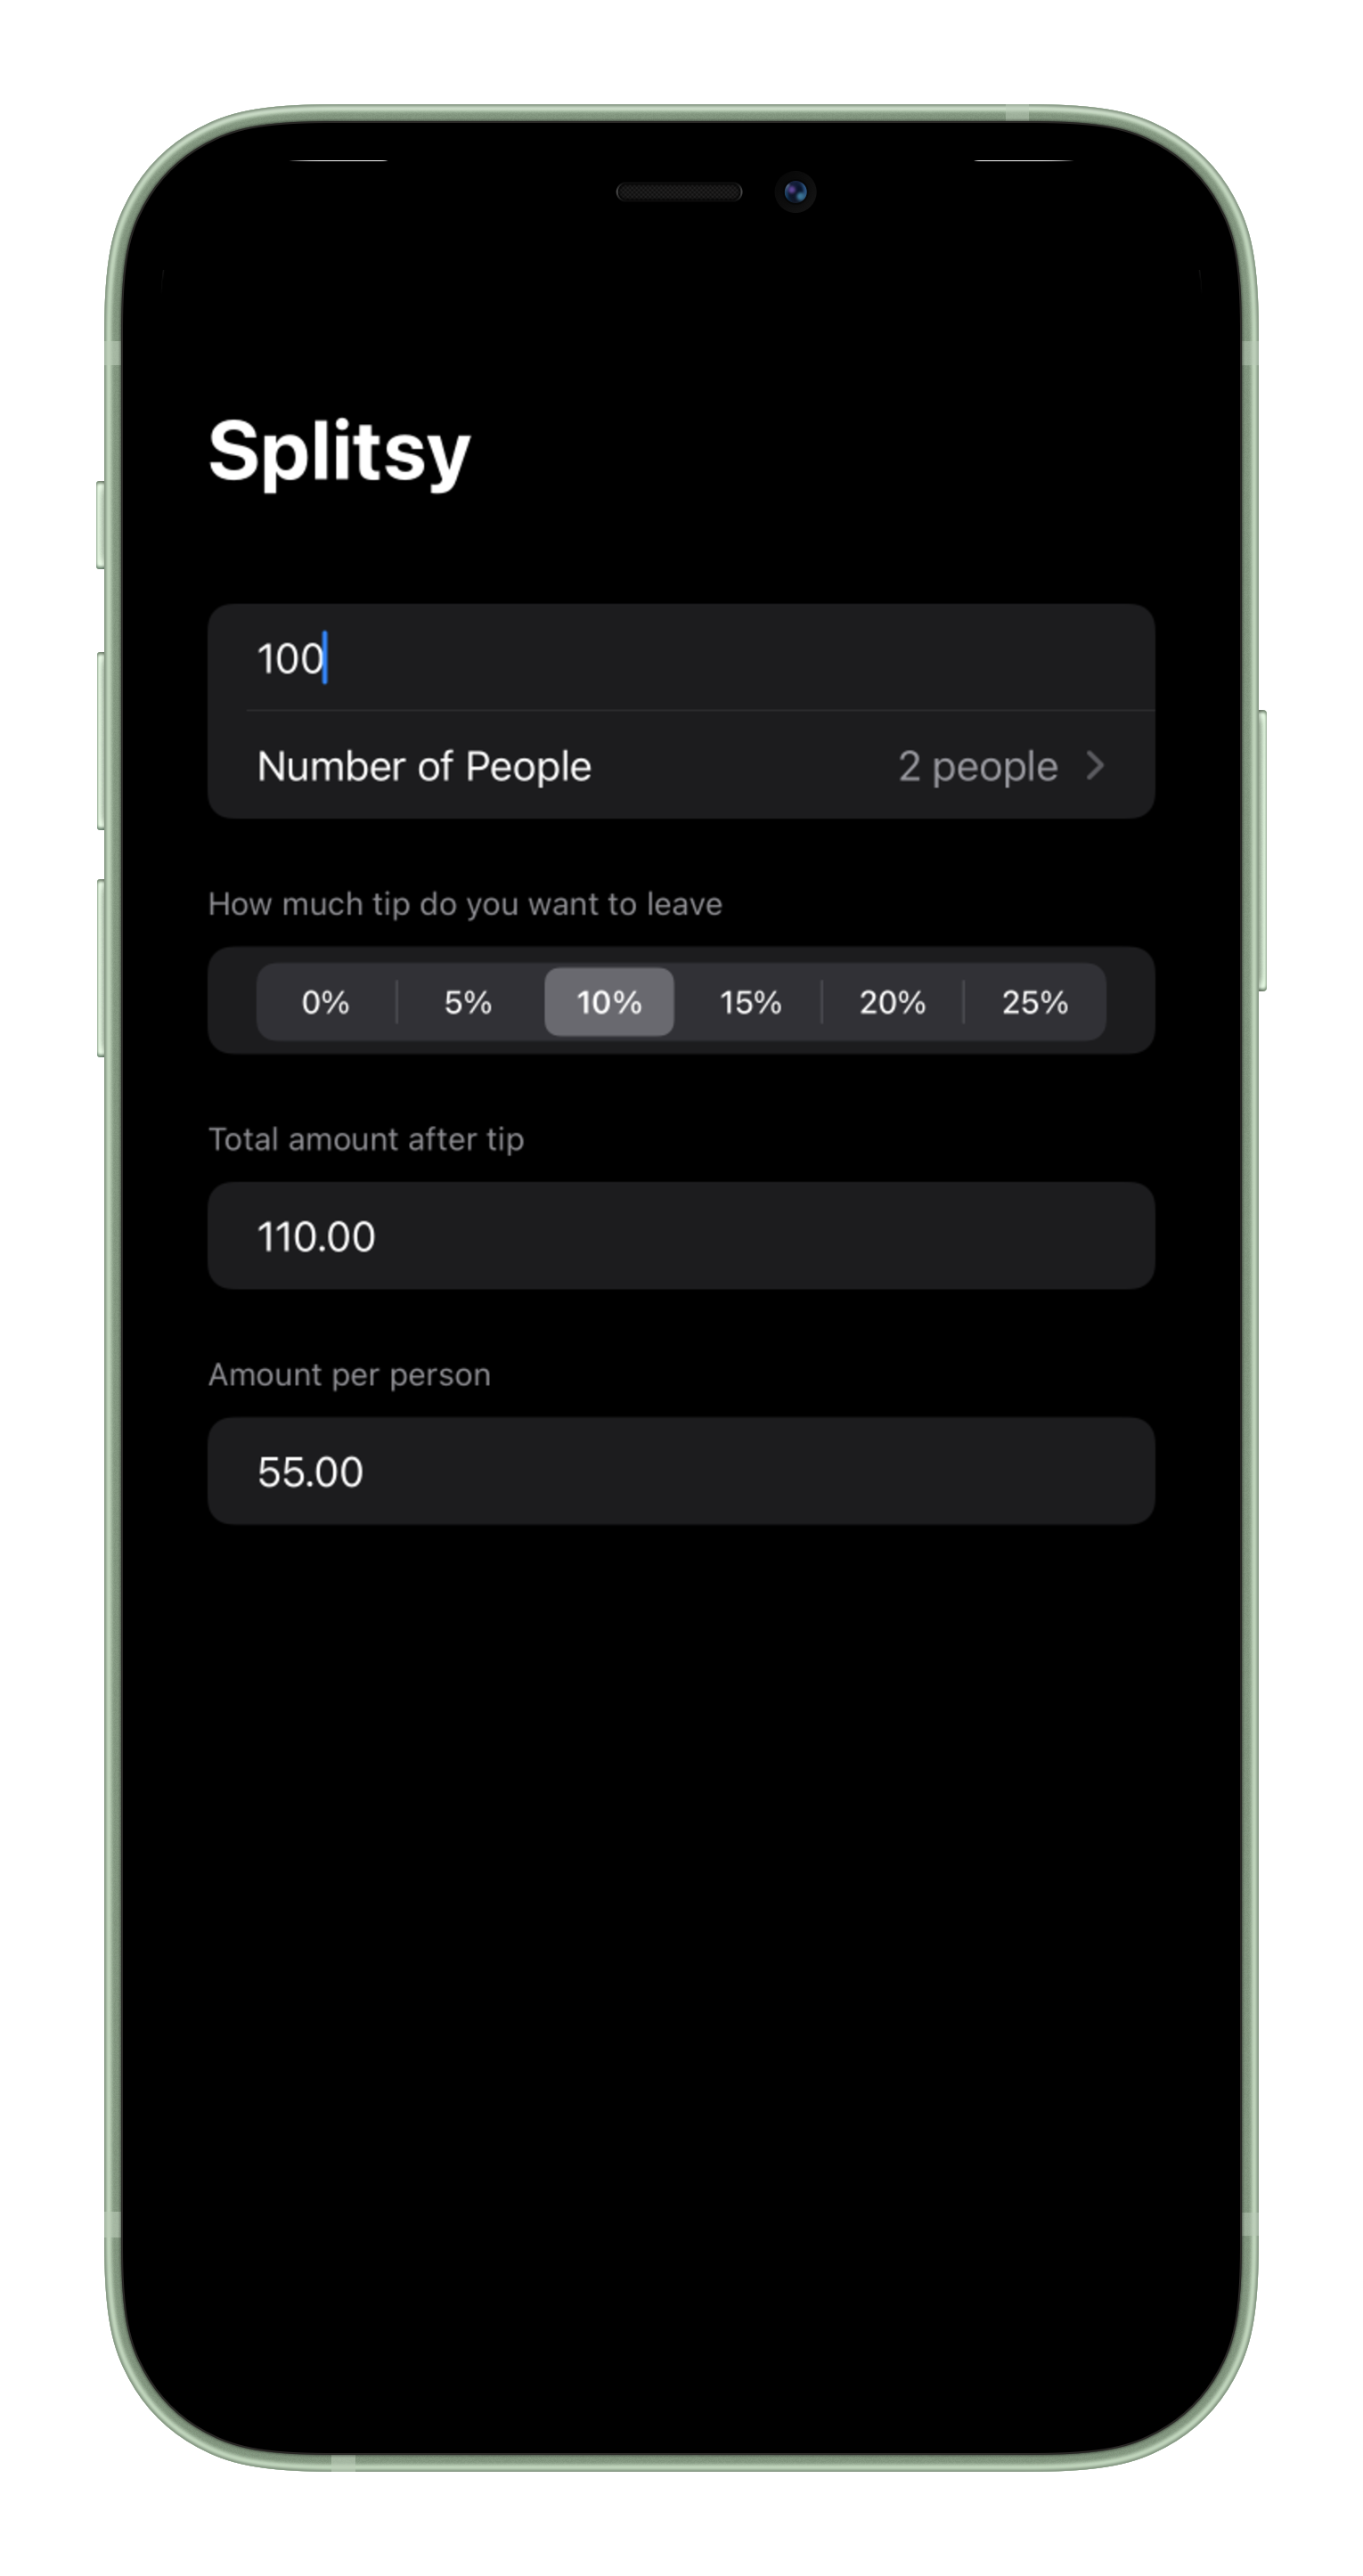 Splitsy
100
Number of People 2 people
How much tip do you want to leave
0% 5% 10% 15% 20% 25%
Total amount after tip
110.00
Amount per person
55.00